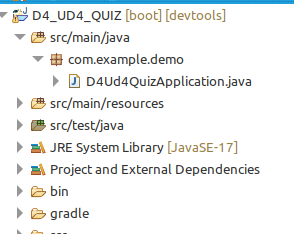 D4_UD4_QUIZ [boot] [devtools]
src/main/java
com.example.demo
D4Ud4QuizApplication.java
src/main/resources
src/test/java
JRE System Library [JavaSE-17]
Project and External Dependencies
bin
gradle